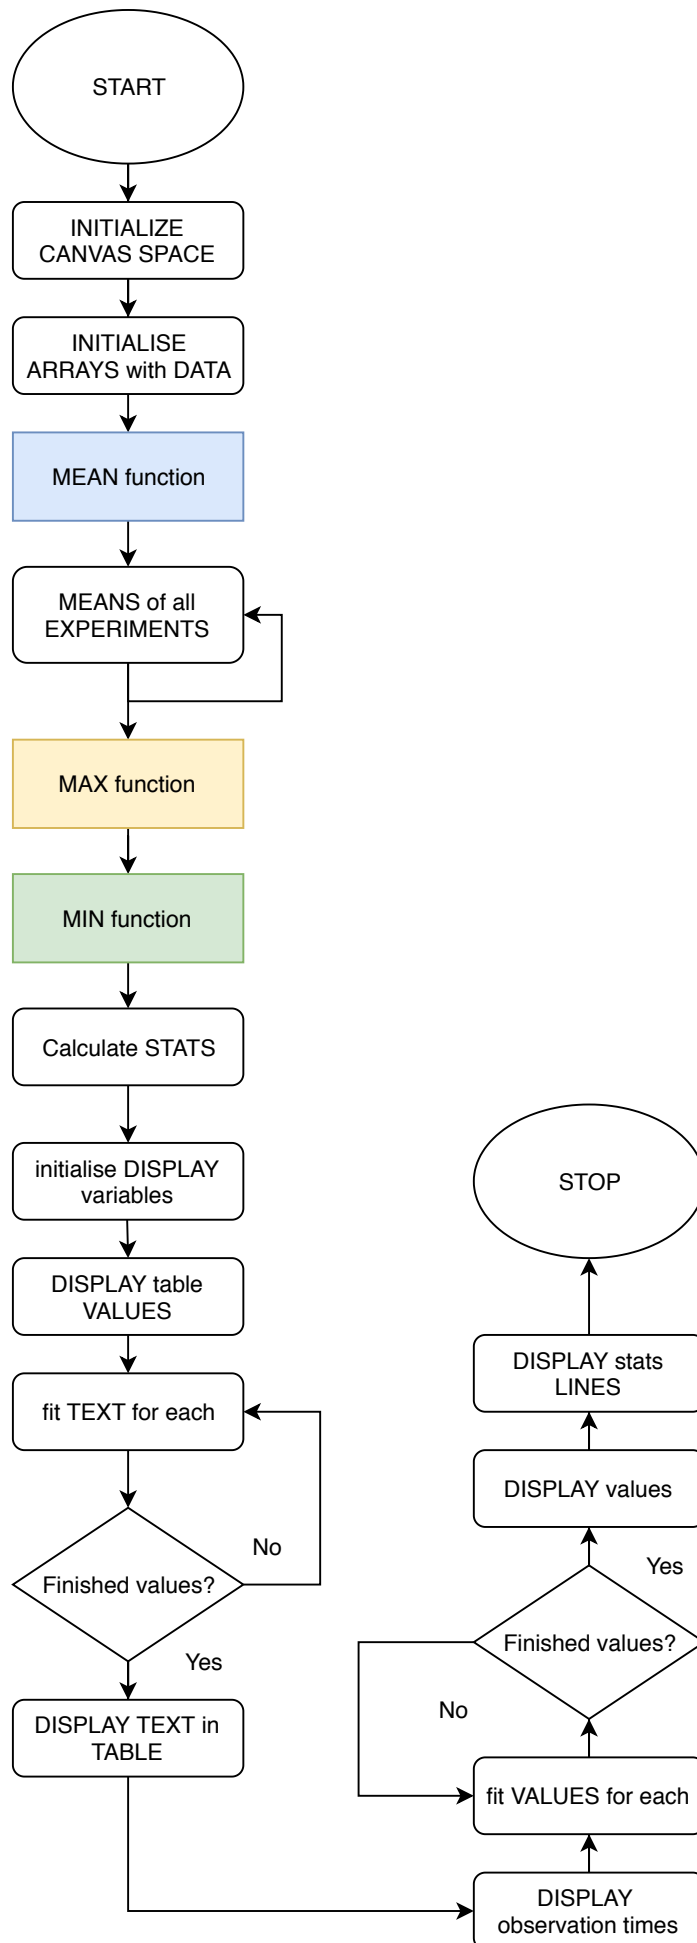 START
INITIALIZE
CANVAS SPACE
INITIALISE
ARRAYS with DATA
MEAN function
MEANS of all
EXPERIMENTS
MAX function
MIN function
Calculate STATS
initialise DISPLAY
variables
DISPLAY table
VALUES
fit TEXT for each
Finished values?
No
Yes
DISPLAY TEXT in
TABLE
DISPLAY
observation times
fit VALUES for each
Finished values?
No
Yes
DISPLAY values
DISPLAY stats
LINES
STOP